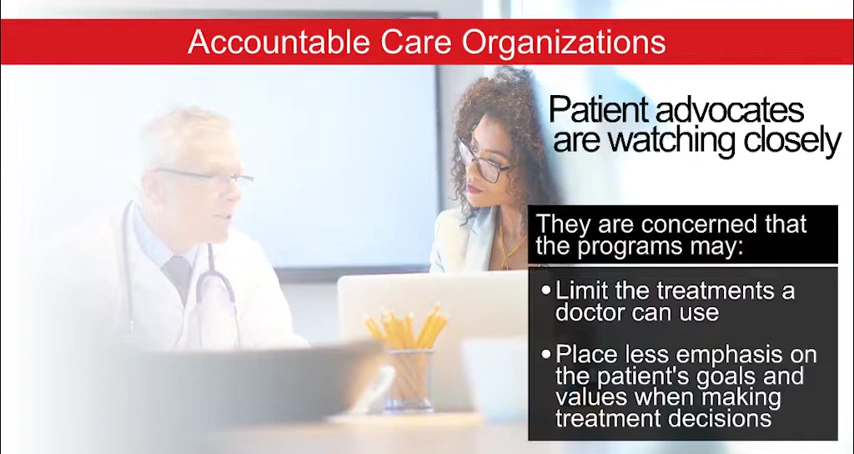 Accountable Care Organizations
Patient advocates
are watching closely
They are concerned that
the programs may:
•Limit the treatments a
doctor can use
•Place less emphasis on
the patient's goals and
values when making
treatment decisions